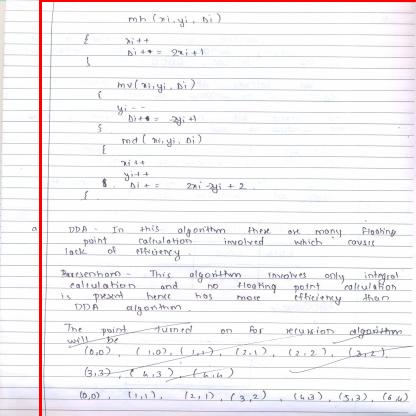 mh (xi, yi, Di)
{ xi++
Di += 2xi+1
}
mv(xi, yi, Di)
{
yi --
Di += -2yi+1
}
md( xi, yi, Di)
{
xi++
yi++
Di += 2xi-2yi + 2
}
DDA - In this algorithm there are many floating
point calculation involved which causes
lack of efficiency.
Bresenham - This algorithm involves only integral
calculation and no floating point calculation
is present hence has more efficiency than
DDA algorithm.
The point turned on for recursion algorithm
will be
(0,0), (1,0), (1,1), (2,1), (2,2), (3,2),
(3,3), (4,3), (4,4)
(0,0), (1,1), (2,1), (3,2), (4,3), (5,3), (6,4)